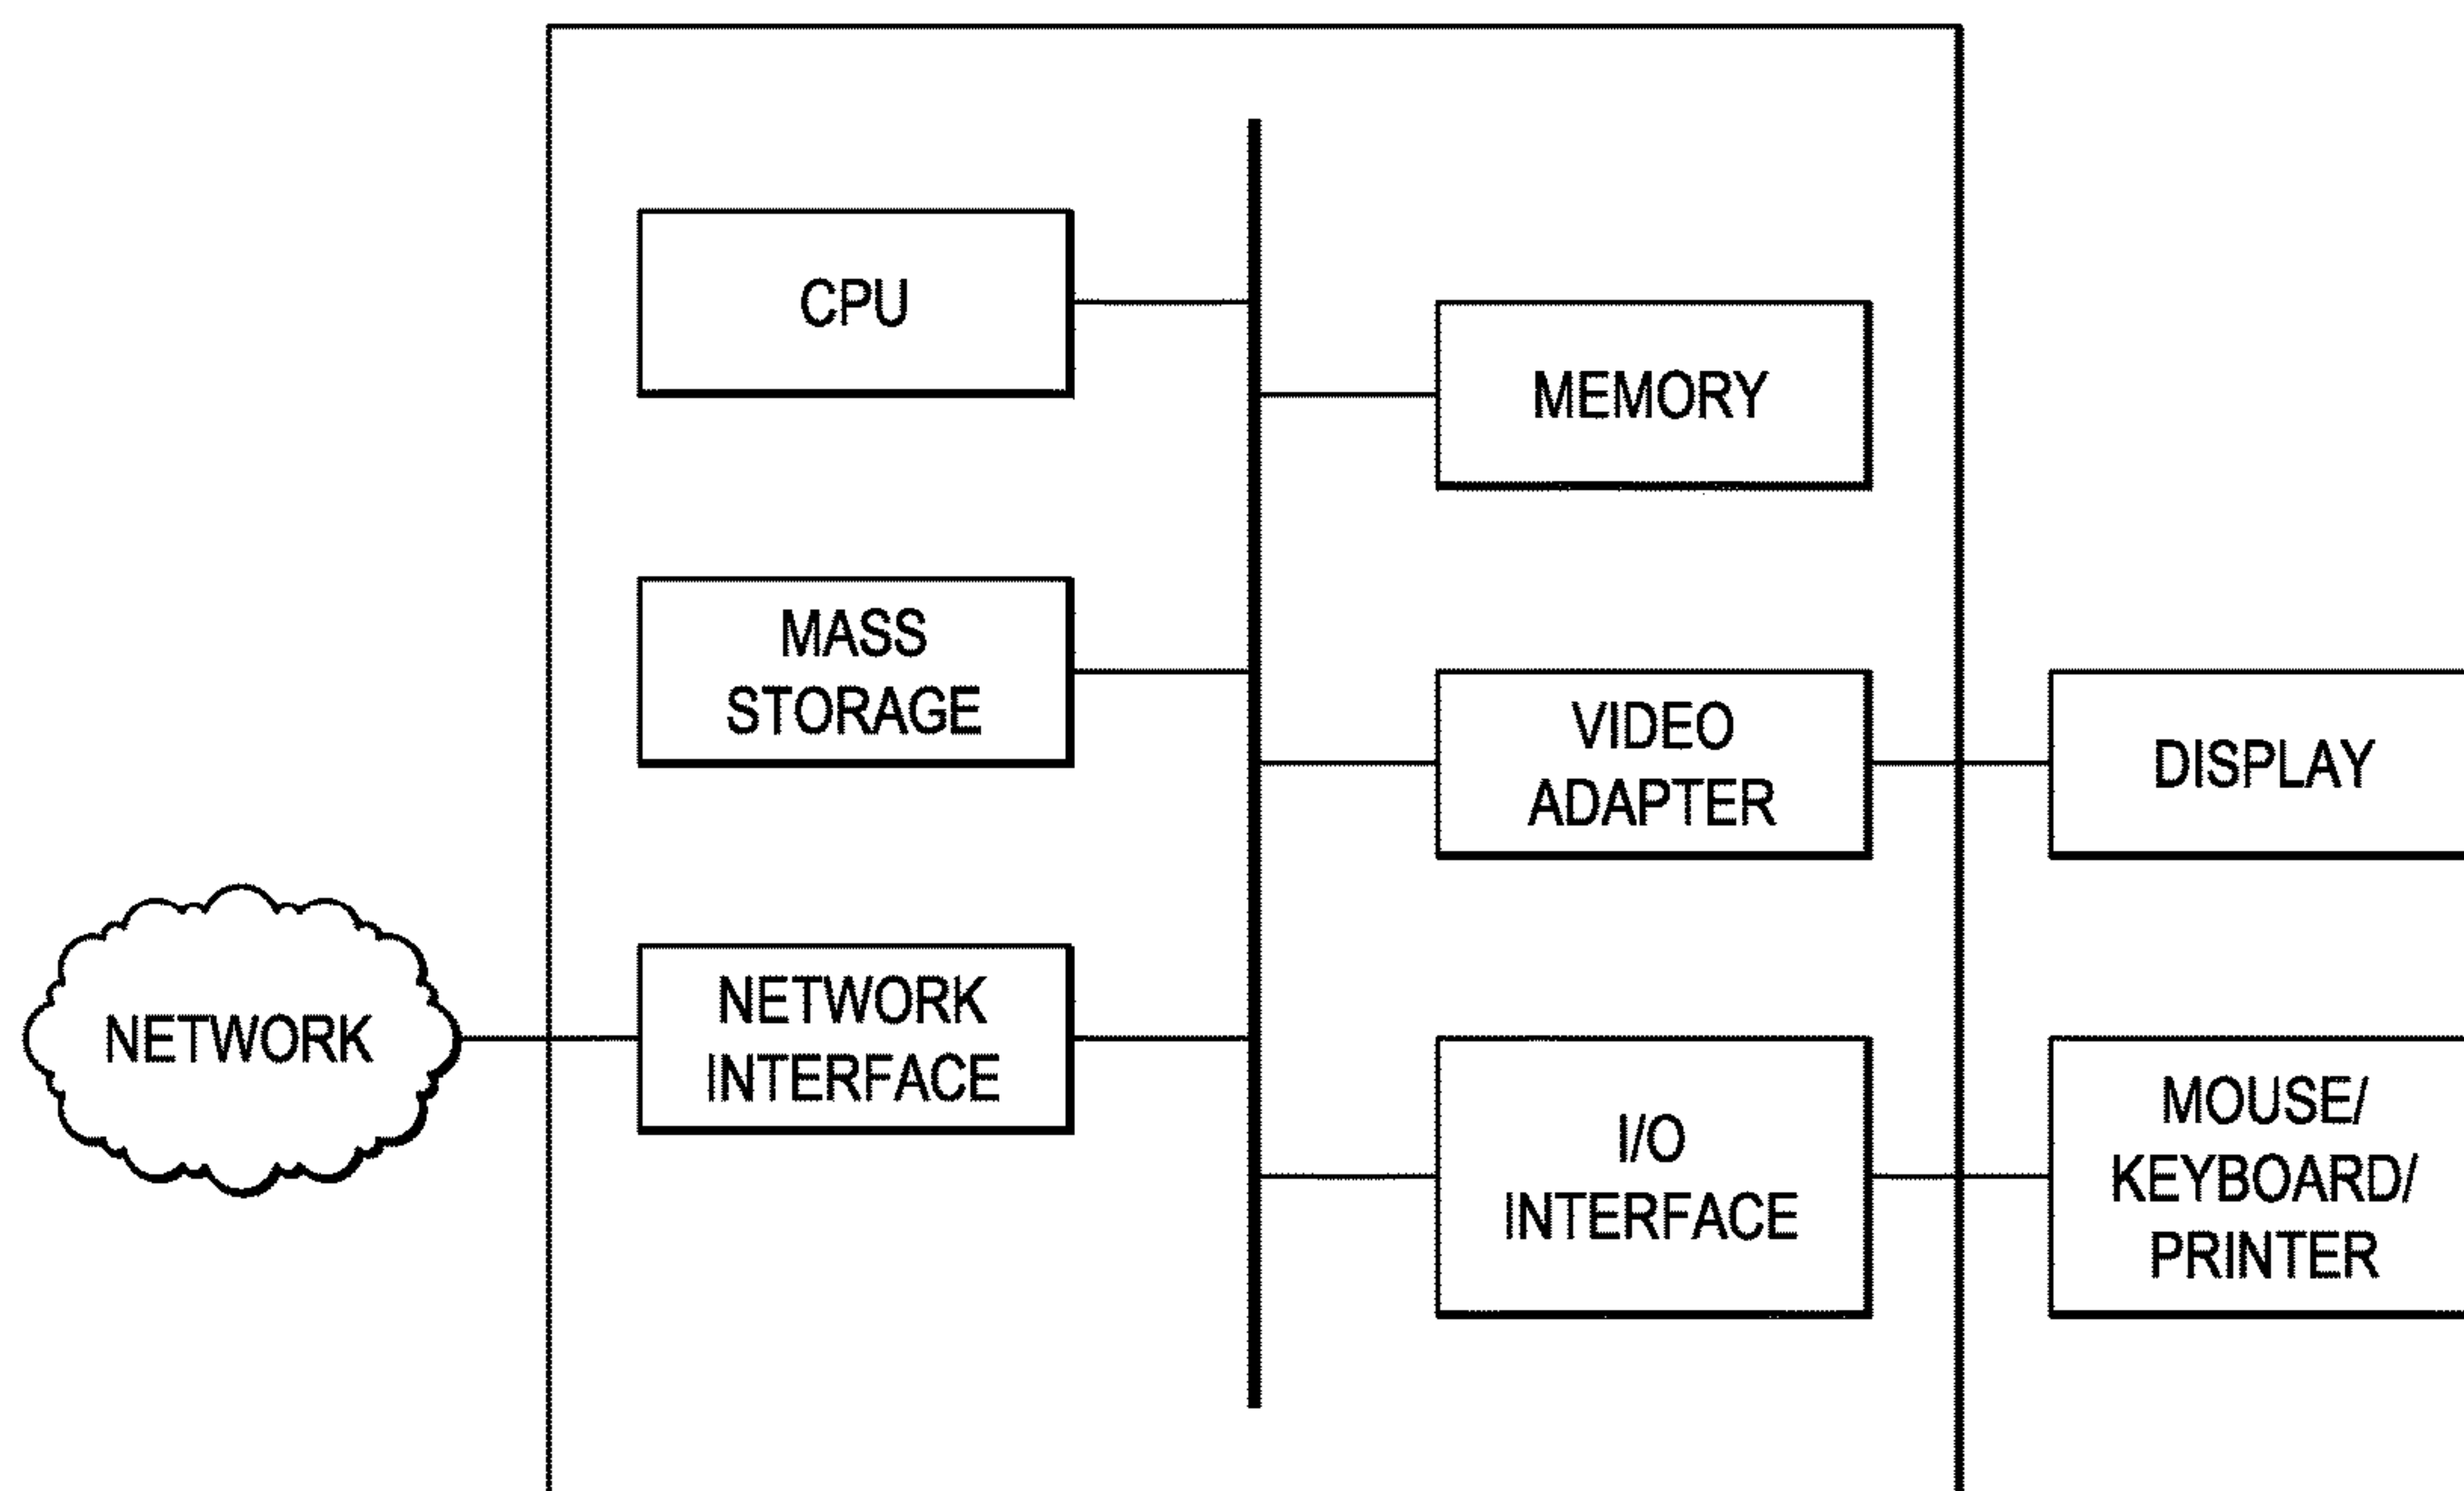 CPU
MEMORY
MASS
STORAGE
VIDEO
ADAPTER
DISPLAY
NETWORK
NETWORK
INTERFACE
I/O
INTERFACE
MOUSE/
KEYBOARD/
PRINTER